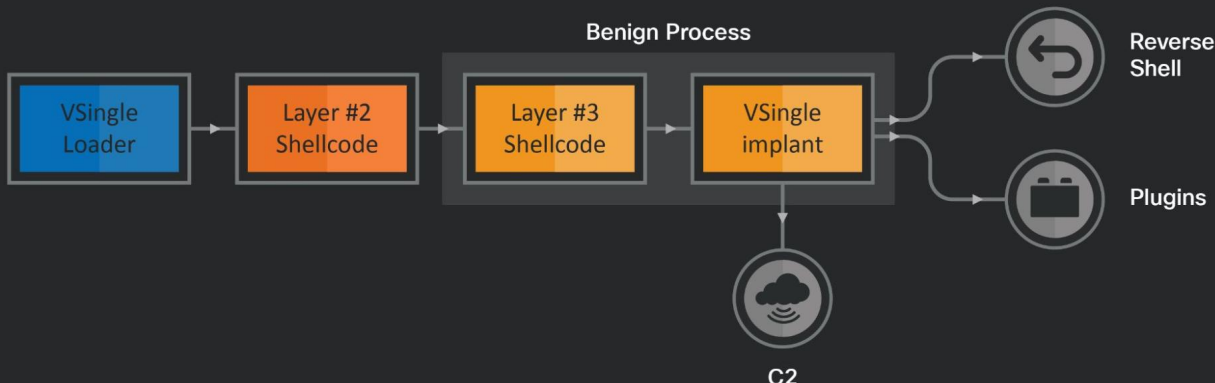 Benign Process
VSingle
Loader
Layer #2
Shellcode
Layer #3
Shellcode
VSingle
implant
Reverse
Shell
Plugins
C2